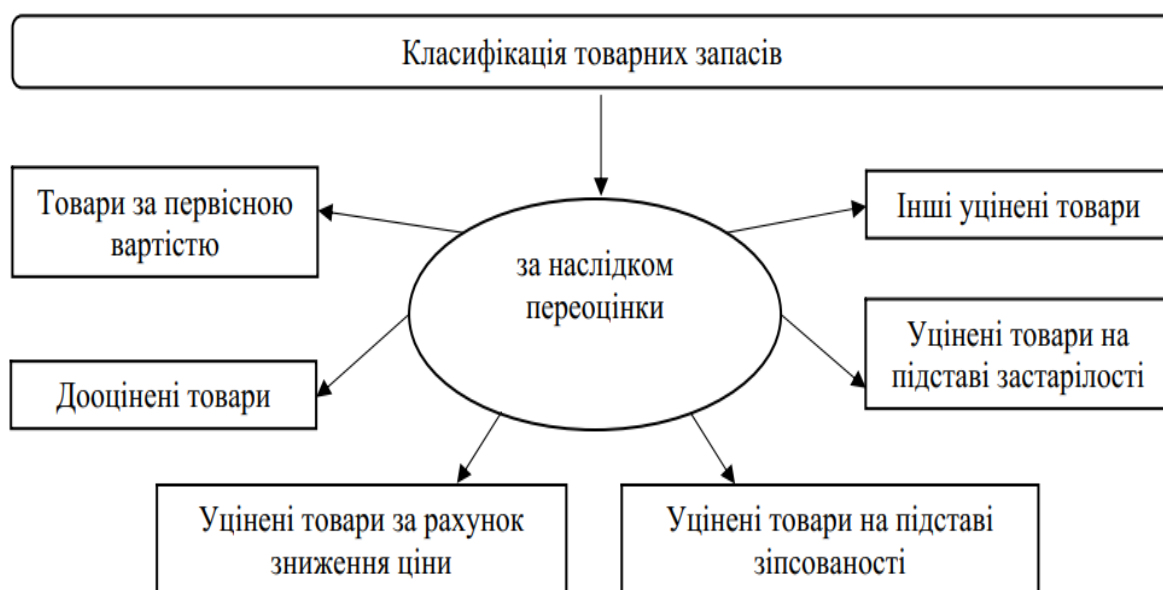 Класифікація товарних запасів
Товари за первісною
вартістю
Інші уцінені товари
за наслідком
переоцінки
Уцінені товари на
підставі застарілості
Дооцінені товари
Уцінені товари за рахунок
зниження ціни
Уцінені товари на підставі
зіпсованості